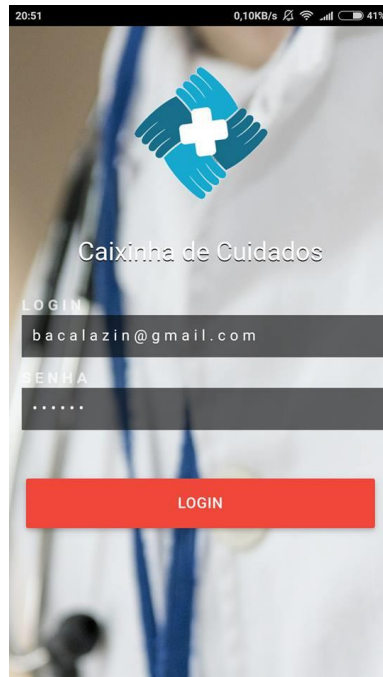 20:51 0,10KB/s 41%
Caixinha de Cuidados
LOGIN
bacalazin@gmail.com
SENHA
••••••
LOGIN